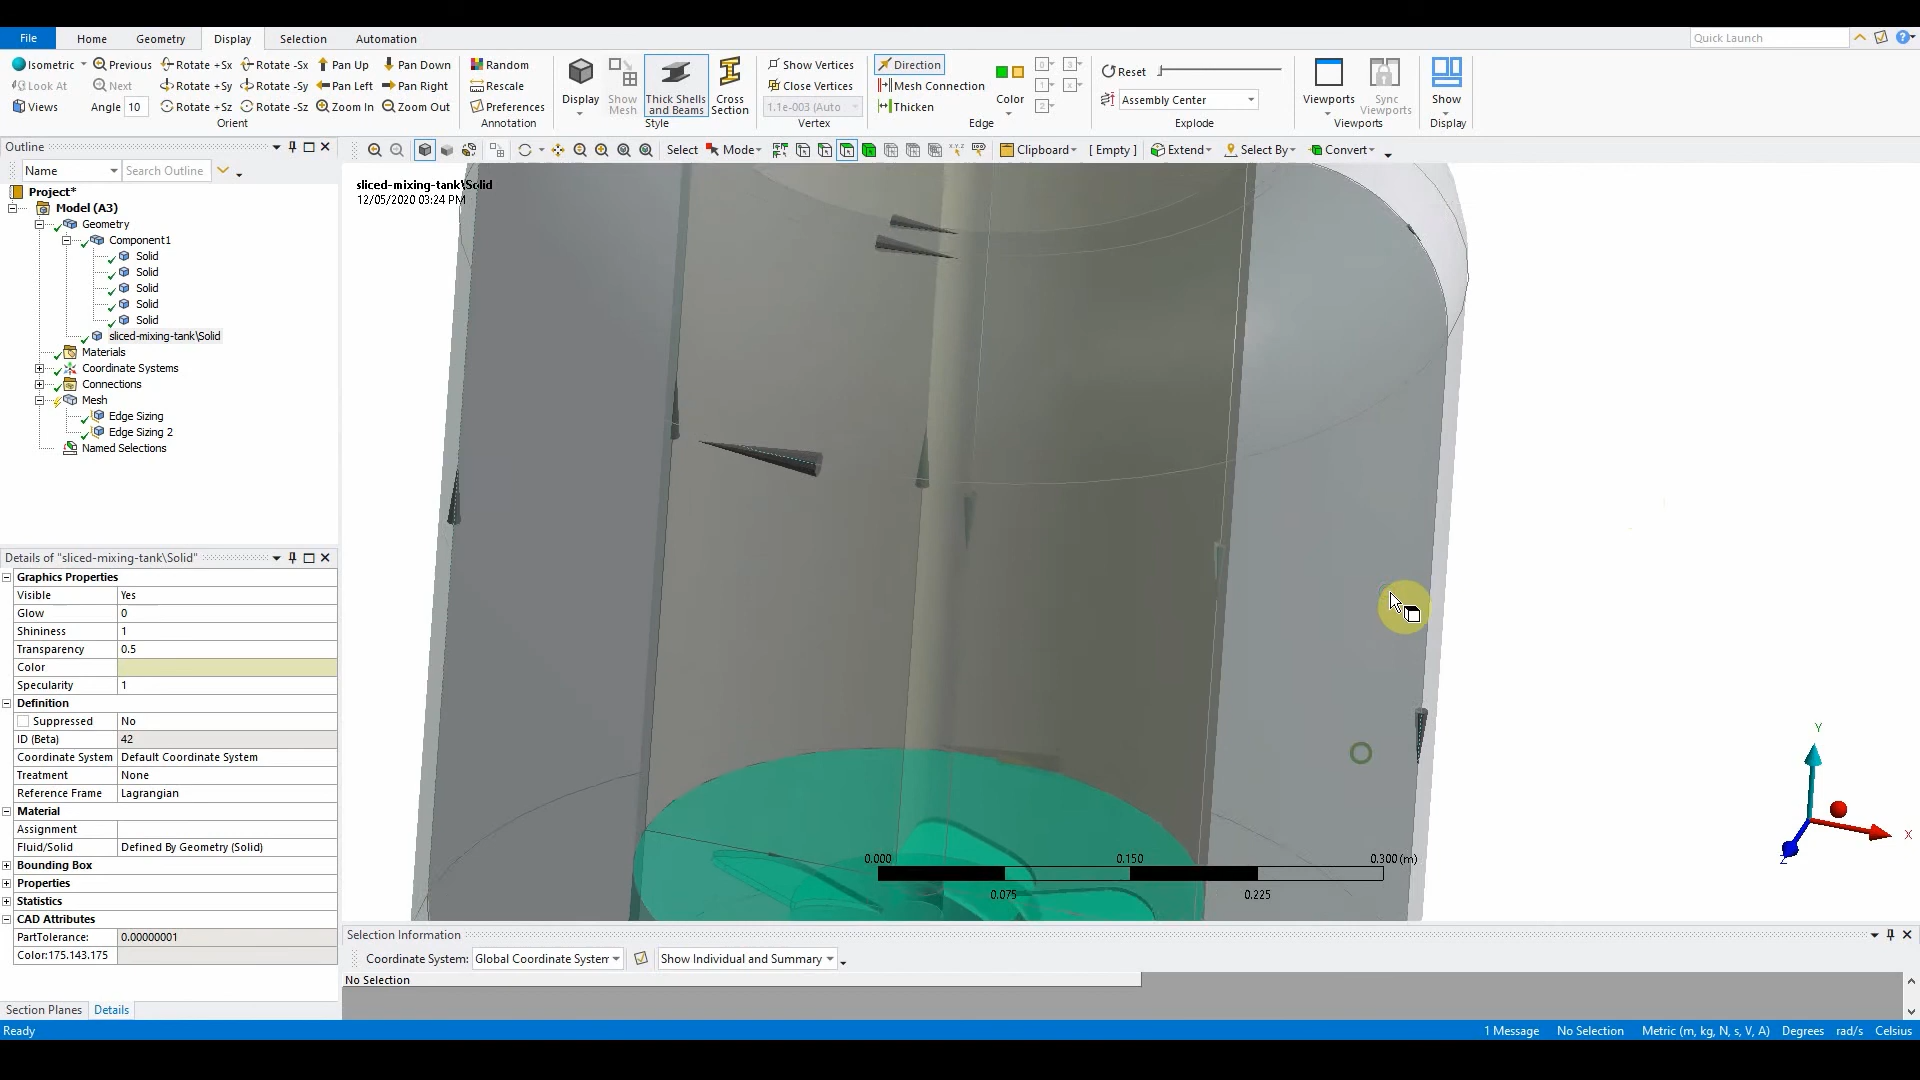 File Home Geometry Display Selection Automation Quick Launch
Isometric Previous Rotate +Sx Rotate -Sx Pan Up Pan Down Random Show Vertices Direction Reset
Look At Next Rotate +Sy Rotate -Sy Pan Left Pan Right Rescale Close Vertices Mesh Connection
Display Show Mesh Thick Shells and Beams Cross Section Color Assembly Center Viewports Sync Viewports Show
Views Angle 10 Rotate +Sz Rotate -Sz Zoom In Zoom Out Preferences 1.1e-003 (Auto Thicken
Orient Annotation Style Vertex Edge Explode Viewports Display
Outline
Select Mode Clipboard [ Empty ] Extend Select By Convert
Name Search Outline
Project*
Model (A3)
Geometry
Component1
Solid
Solid
Solid
Solid
Solid
sliced-mixing-tank\Solid
Materials
Coordinate Systems
Connections
Mesh
Edge Sizing
Edge Sizing 2
Named Selections
sliced-mixing-tank\Solid
12/05/2020 03:24 PM
Details of "sliced-mixing-tank\Solid"
Graphics Properties
Visible Yes
Glow 0
Shininess 1
Transparency 0.5
Color
Specularity 1
Definition
Suppressed No
ID (Beta) 42
Coordinate System Default Coordinate System
Treatment None
Reference Frame Lagrangian
Material
Assignment
Fluid/Solid Defined By Geometry (Solid)
Bounding Box
Properties
Statistics
CAD Attributes
PartTolerance: 0.00000001
Color:175.143.175
Section Planes Details
0.000 0.150 0.300 (m)
0.075 0.225
Y
X
Z
Selection Information
Coordinate System: Global Coordinate System Show Individual and Summary
No Selection
Ready 1 Message No Selection Metric (m, kg, N, s, V, A) Degrees rad/s Celsius